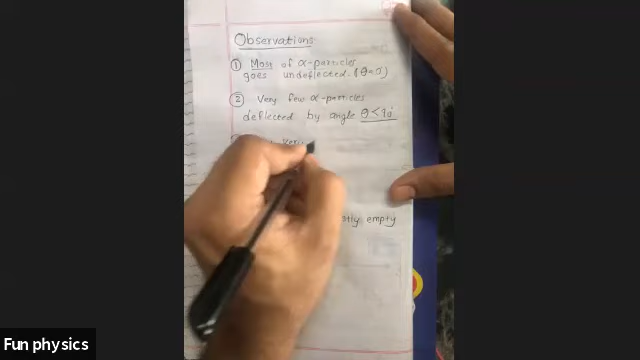 Observations
① Most of α-particles
goes undeflected. (θ=0)
② Very few α-particles
deflected by angle θ<90°
Very
empty
Fun physics